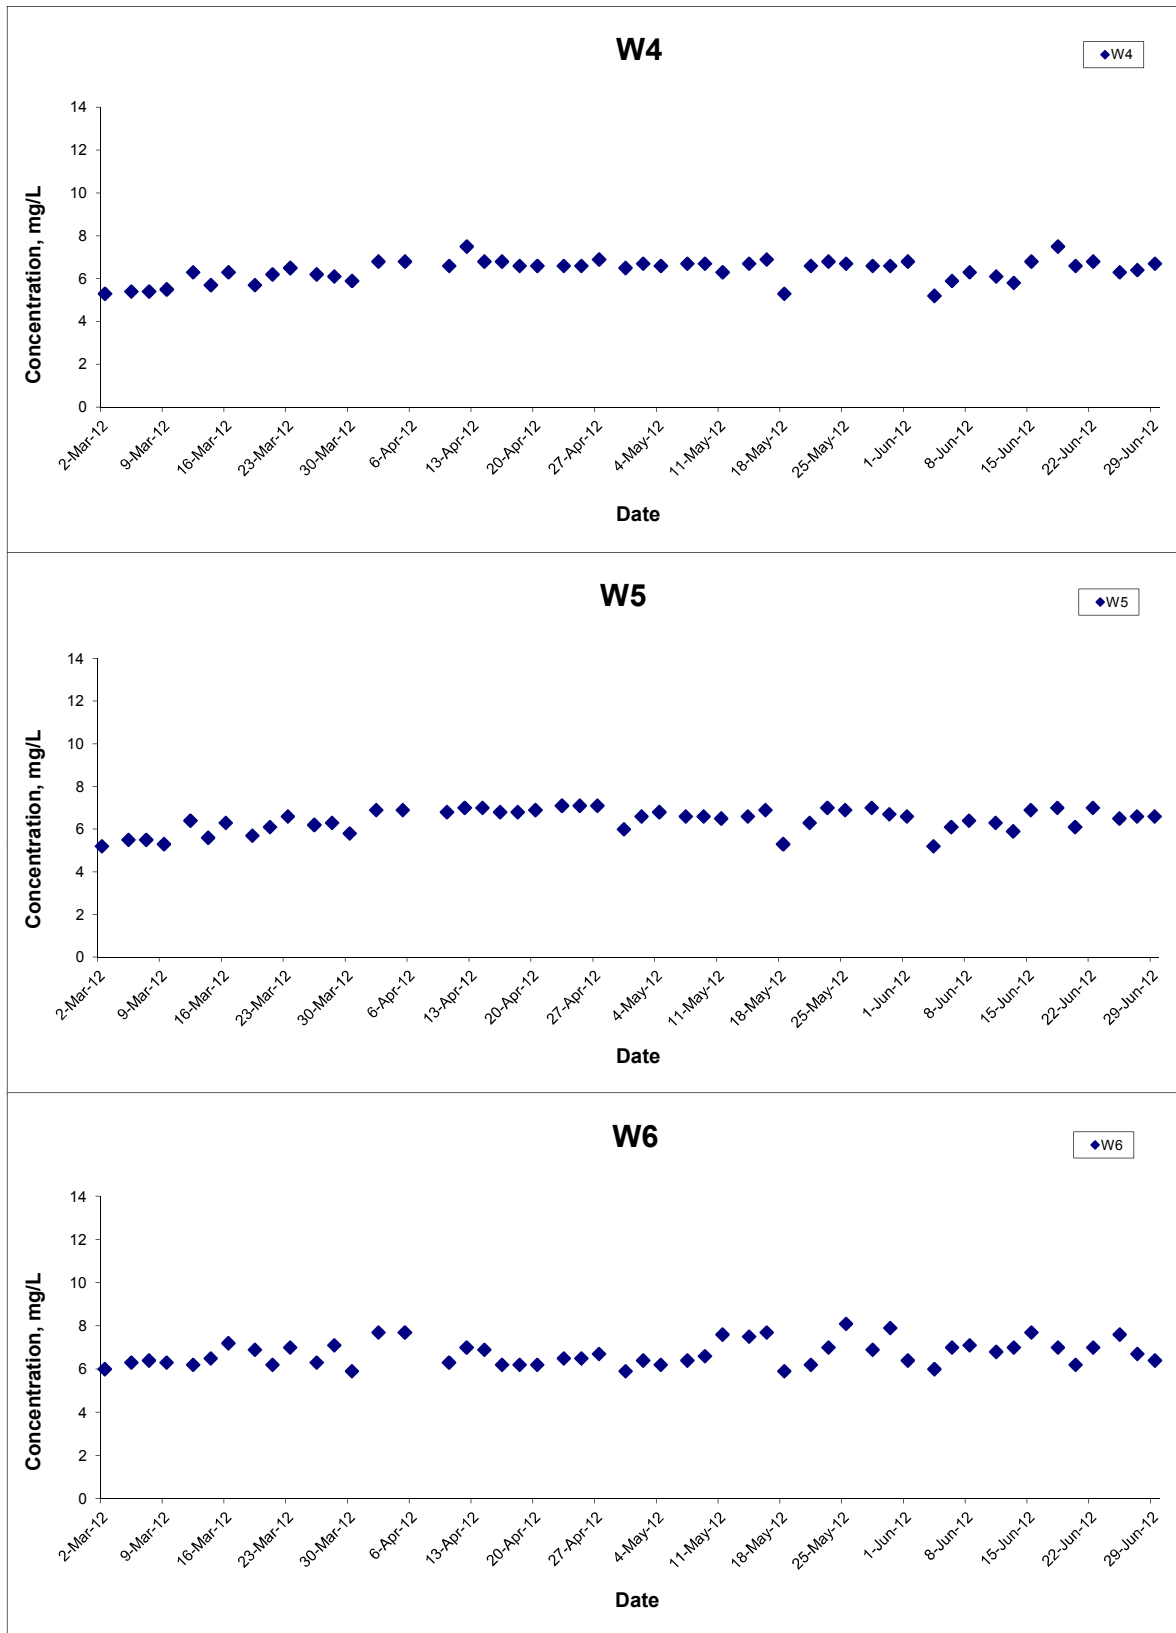 W4
W4
14
12
10
8
6
4
2
0
Concentration, mg/L
2-Mar-12
9-Mar-12
16-Mar-12
23-Mar-12
30-Mar-12
6-Apr-12
13-Apr-12
20-Apr-12
27-Apr-12
4-May-12
11-May-12
18-May-12
25-May-12
1-Jun-12
8-Jun-12
15-Jun-12
22-Jun-12
29-Jun-12
Date
W5
W5
14
12
10
8
6
4
2
0
Concentration, mg/L
2-Mar-12
9-Mar-12
16-Mar-12
23-Mar-12
30-Mar-12
6-Apr-12
13-Apr-12
20-Apr-12
27-Apr-12
4-May-12
11-May-12
18-May-12
25-May-12
1-Jun-12
8-Jun-12
15-Jun-12
22-Jun-12
29-Jun-12
Date
W6
W6
14
12
10
8
6
4
2
0
Concentration, mg/L
2-Mar-12
9-Mar-12
16-Mar-12
23-Mar-12
30-Mar-12
6-Apr-12
13-Apr-12
20-Apr-12
27-Apr-12
4-May-12
11-May-12
18-May-12
25-May-12
1-Jun-12
8-Jun-12
15-Jun-12
22-Jun-12
29-Jun-12
Date